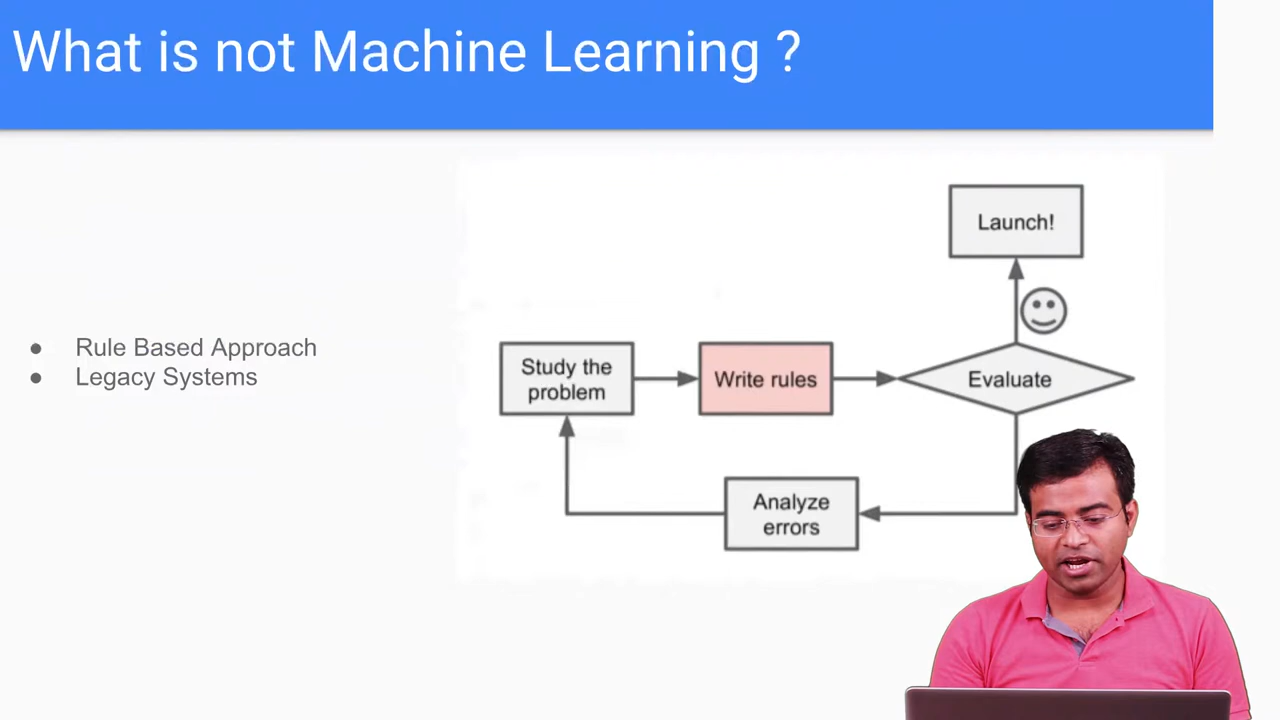 What is not Machine Learning ?
● Rule Based Approach
● Legacy Systems
Launch!
Study the
problem
Write rules
Evaluate
Analyze
errors